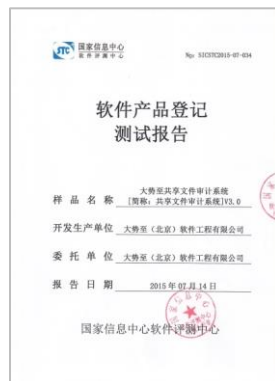 STC
国家信息中心
软件评测中心
No: SICSTC2015-07-034
软件产品登记
测试报告
样品名称 大势至共享文件审计系统
[简称：共享文件审计系统]V3.0
开发生产单位 大势至（北京）软件工程有限公司
委托单位 大势至（北京）软件工程有限公司
报告日期 2015年07月14日
国家信息中心软件评测中心